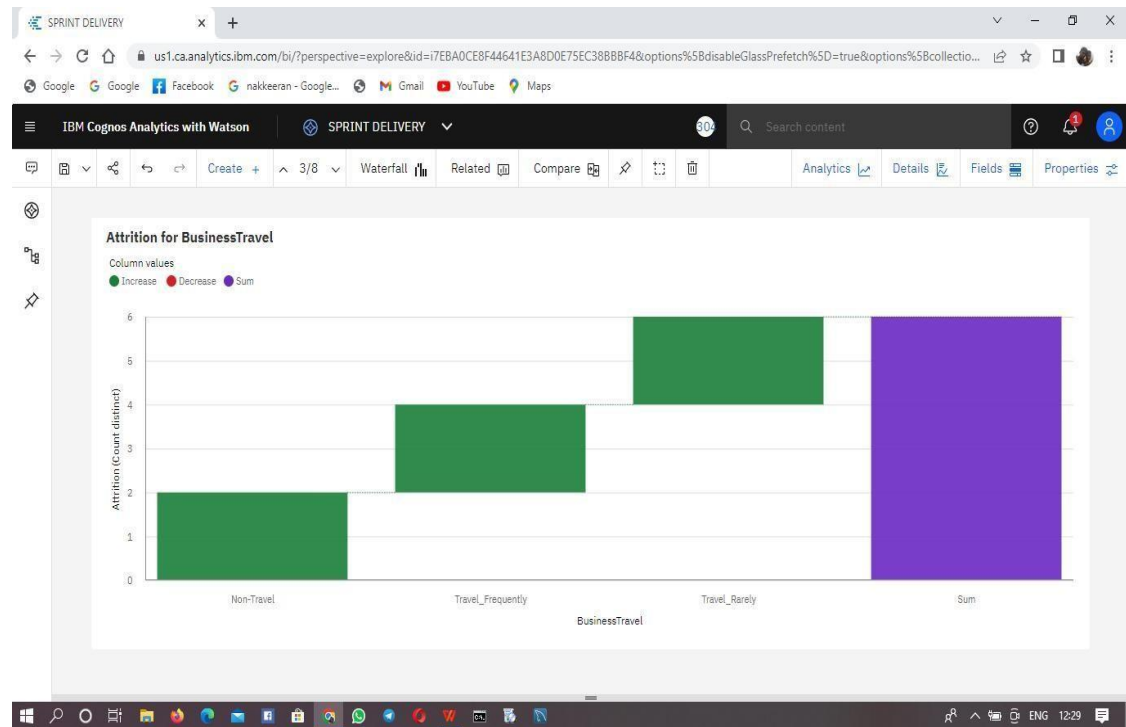 SPRINT DELIVERY
us1.ca.analytics.ibm.com/bi/?perspective=explore&id=i7EBA0CE8F44641E3A8D0E75EC38BBBF4&options%5BdisableGlassPrefetch%5D=true&options%5Bcollectio...
Google Google Facebook nakkeeran - Google... Gmail YouTube Maps
IBM Cognos Analytics with Watson SPRINT DELIVERY 304 Search content 1
Create + 3/8 Waterfall Related Compare Analytics Details Fields Properties
Attrition for BusinessTravel
Column values
Increase Decrease Sum
6
5
4
3
2
1
0
Attrition (Count distinct)
Non-Travel Travel_Frequently Travel_Rarely Sum
BusinessTravel
ENG 12:29